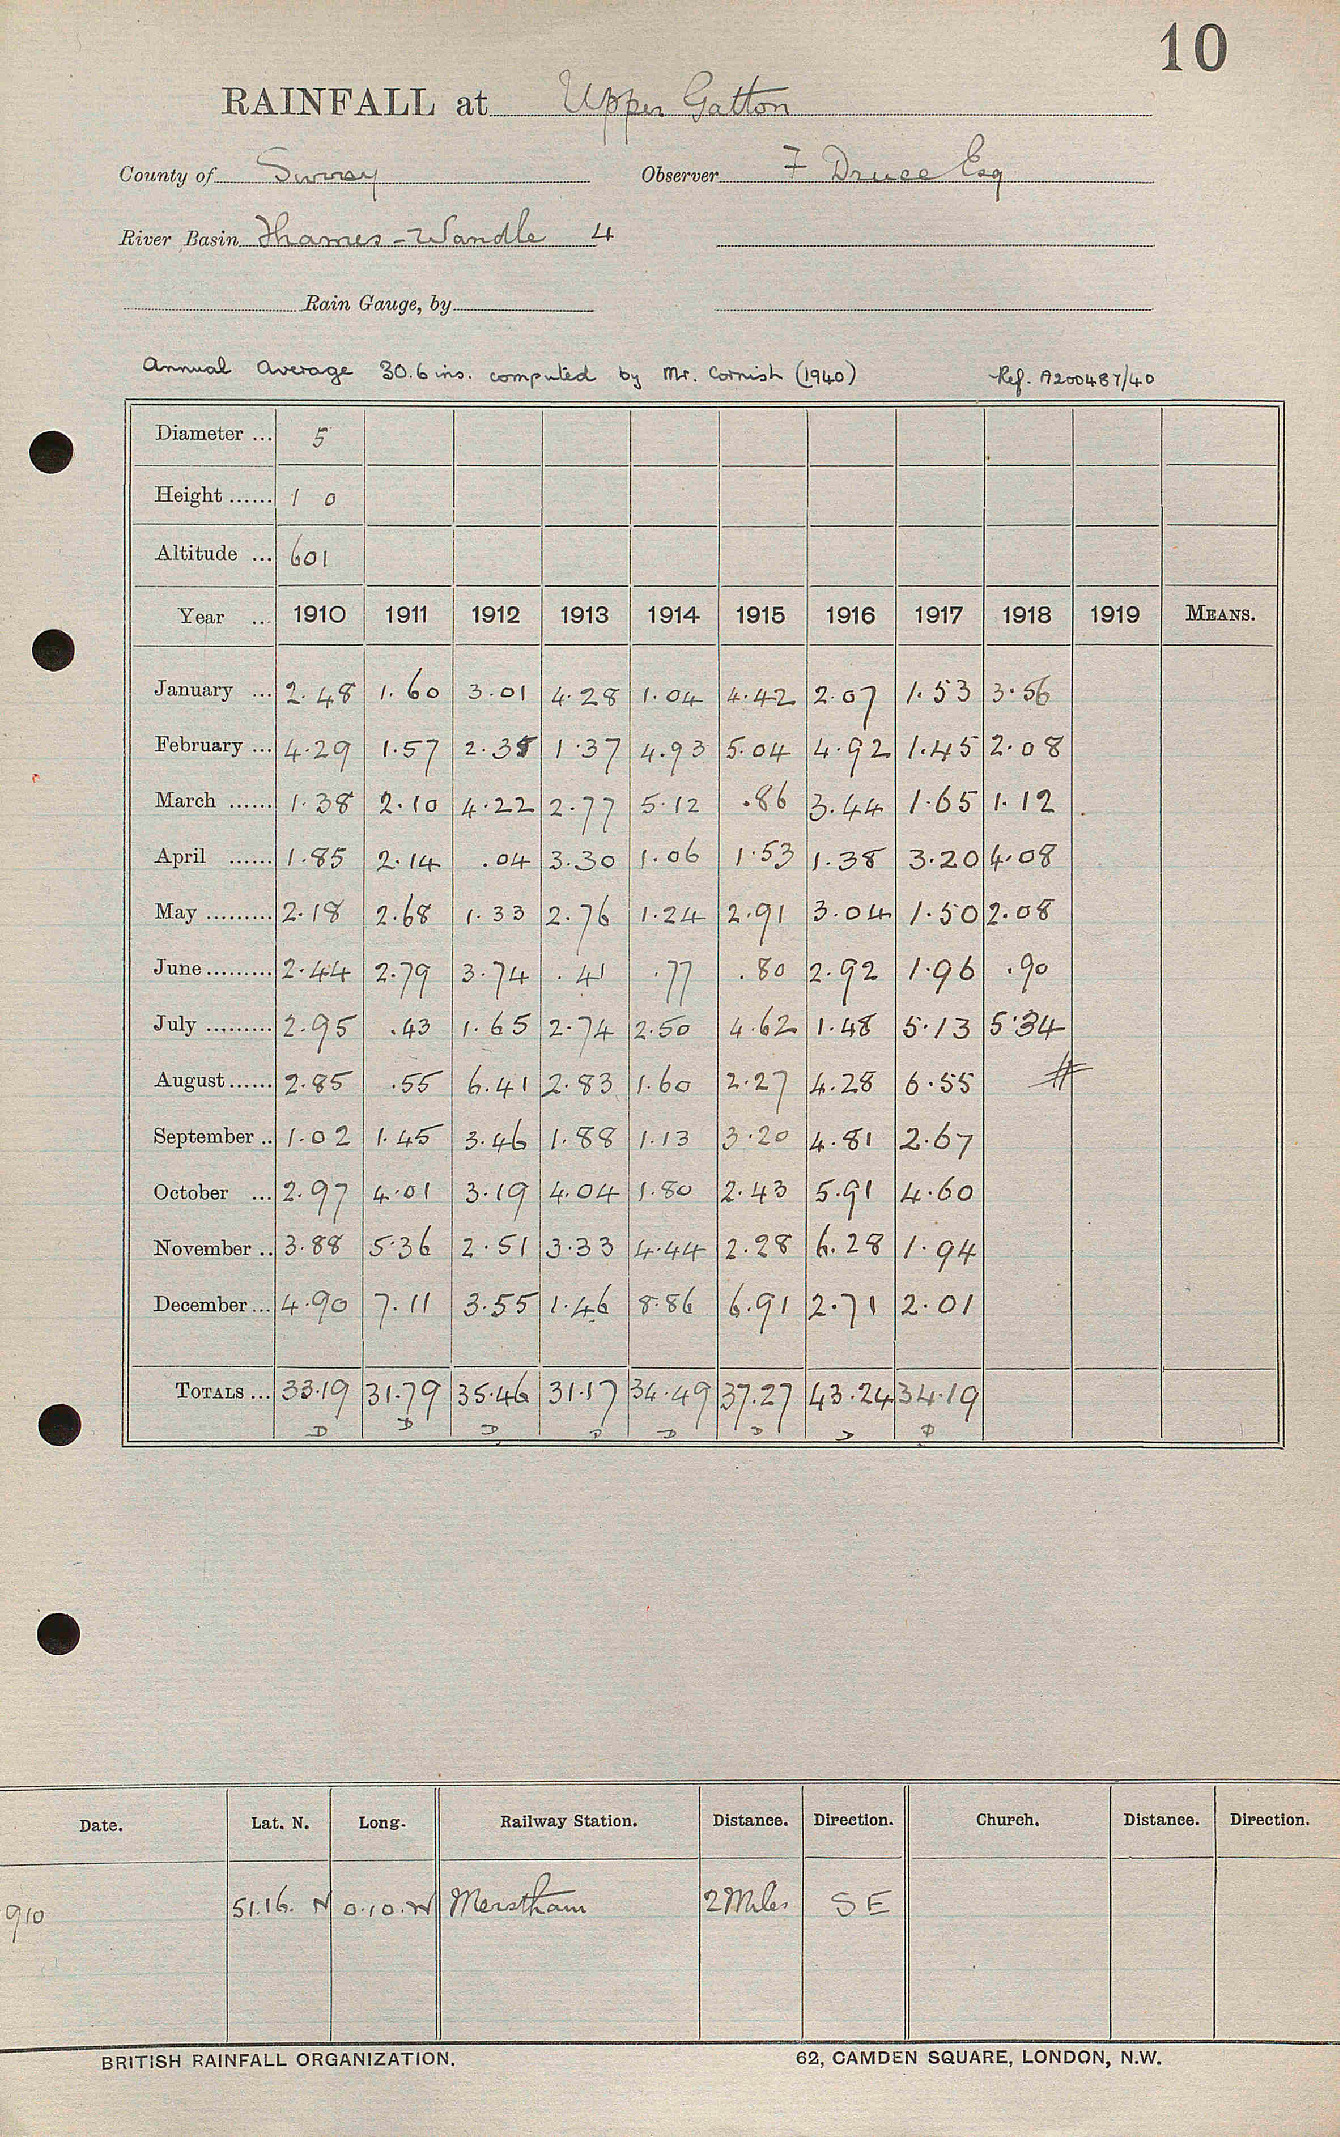 10
RAINFALL at Upper Gatton
County of Surrey Observer F Druce Esq
River Basin Thames - Wandle 4
Rain Gauge, by
Annual Average 30.6 ins. computed by Mr. Cornish (1940) Ref. A200487/40
Diameter ... 5
Height ...... 1 0
Altitude ... 601
Year ... 1910 1911 1912 1913 1914 1915 1916 1917 1918 1919 MEANS.
January ... 2.48 1.60 3.01 4.28 1.04 4.42 2.07 1.53 3.56
February ... 4.29 1.57 2.35 1.37 4.93 5.04 4.92 1.45 2.08
March ...... 1.38 2.10 4.22 2.77 5.12 .86 3.44 1.65 1.12
April ...... 1.85 2.14 .04 3.30 1.06 1.53 1.38 3.20 4.08
May ......... 2.18 2.68 1.33 2.76 1.24 2.91 3.04 1.50 2.08
June ......... 2.44 2.79 3.74 .41 .77 .80 2.92 1.96 .90
July ......... 2.95 .43 1.65 2.74 2.50 4.62 1.48 5.13 5.34
August ...... 2.85 .55 6.41 2.83 1.60 2.27 4.28 6.55 #
September .. 1.02 1.45 3.46 1.88 1.13 3.20 4.81 2.67
October ... 2.97 4.01 3.19 4.04 1.80 2.43 5.91 4.60
November .. 3.88 5.36 2.51 3.33 4.44 2.28 6.28 1.94
December ... 4.90 7.11 3.55 1.46 8.86 6.91 2.71 2.01
TOTALS ... 33.19 31.79 35.46 31.17 34.49 37.27 43.24 34.19
D D D D D D D D
Date. Lat. N. Long. Railway Station. Distance. Direction. Church. Distance. Direction.
910 51.16. N 0.10.W Merstham 2 Miles SE
BRITISH RAINFALL ORGANIZATION. 62, CAMDEN SQUARE, LONDON, N.W.